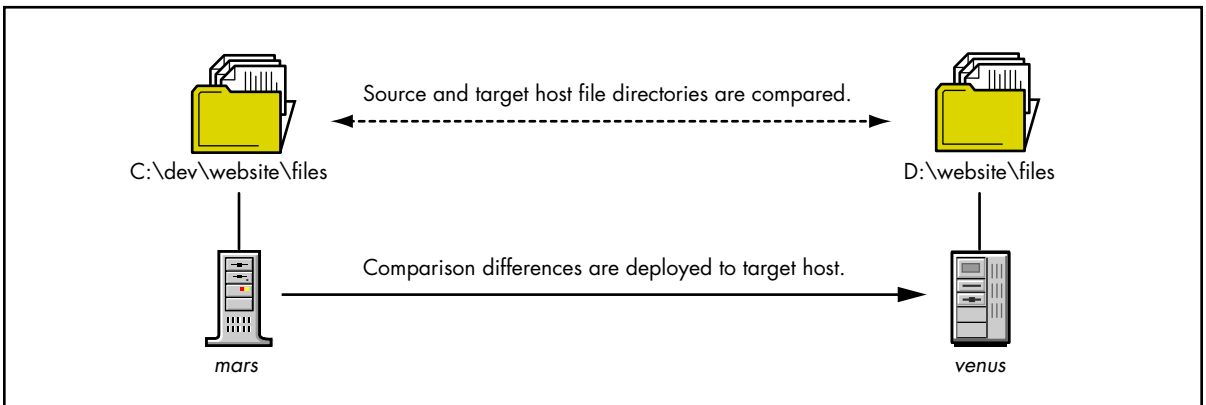 Source and target host file directories are compared.
C:\dev\website\files
D:\website\files
Comparison differences are deployed to target host.
mars
venus